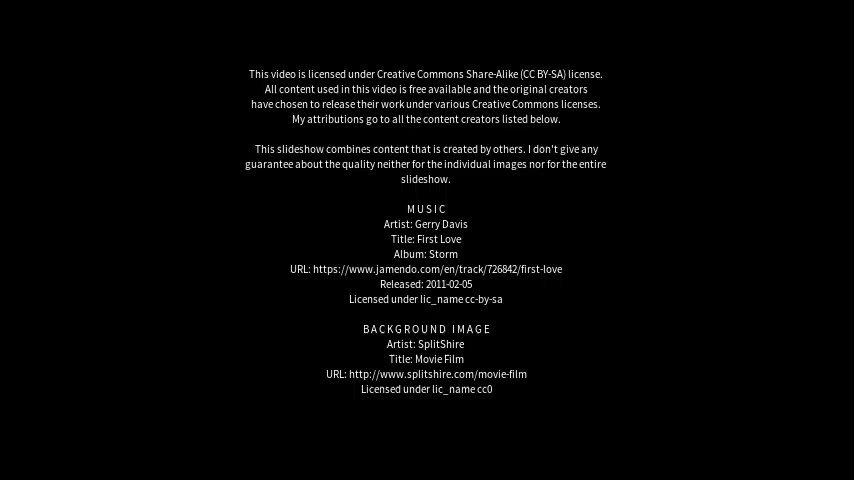 This video is licensed under Creative Commons Share-Alike (CC BY-SA) license.
All content used in this video is free available and the original creators
have chosen to release their work under various Creative Commons licenses.
My attributions go to all the content creators listed below.
This slideshow combines content that is created by others. I don't give any
guarantee about the quality neither for the individual images nor for the entire
slideshow.
MUSIC
Artist: Gerry Davis
Title: First Love
Album: Storm
URL: https://www.jamendo.com/en/track/726842/first-love
Released: 2011-02-05
Licensed under lic_name cc-by-sa
BACKGROUND IMAGE
Artist: SplitShire
Title: Movie Film
URL: http://www.splitshire.com/movie-film
Licensed under lic_name cc0